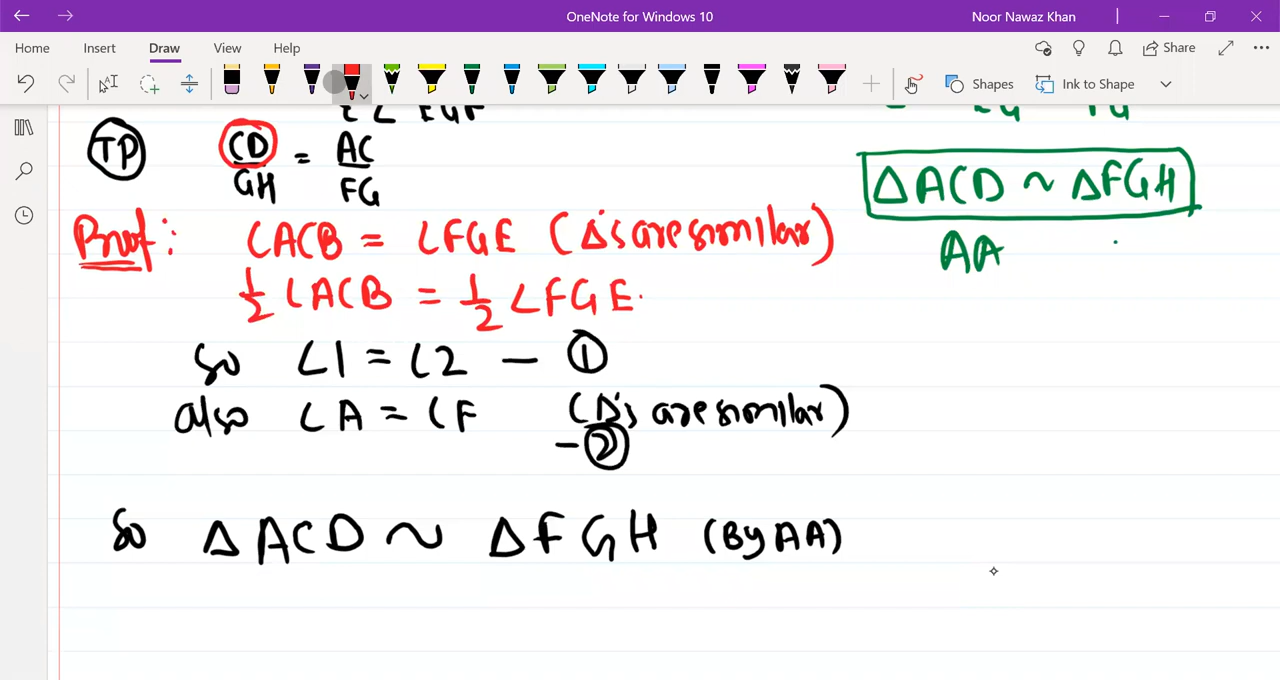 OneNote for Windows 10
Noor Nawaz Khan
Home Insert Draw View Help
Share
Shapes
Ink to Shape
TP CD/GH = AC/FG
ΔACD ~ ΔFGH
AA
Proof: ∠ACB = ∠FGE (Δ's are similar)
1/2 ∠ACB = 1/2 ∠FGE.
so ∠1 = ∠2 – ①
also ∠A = ∠F (Δ's are similar)
– ②
So ΔACD ~ ΔFGH (By AA)